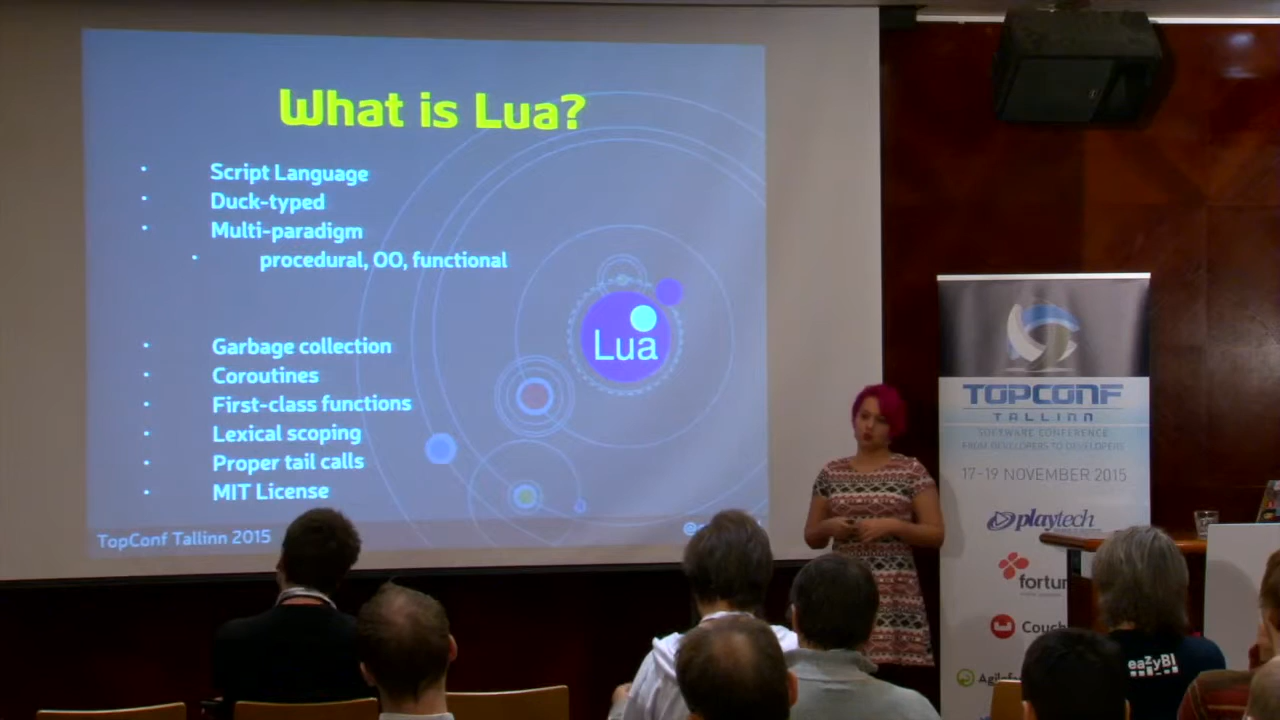 What is Lua?
· Script Language
· Duck-typed
· Multi-paradigm
· procedural, OO, functional
· Garbage collection
· Coroutines
· First-class functions
· Lexical scoping
· Proper tail calls
· MIT License
Lua
TopConf Tallinn 2015
TOPCONF
TALLINN
SOFTWARE CONFERENCE
FROM DEVELOPERS TO DEVELOPERS
17-19 NOVEMBER 2015
playtech
fortun
Couch
eazyBI